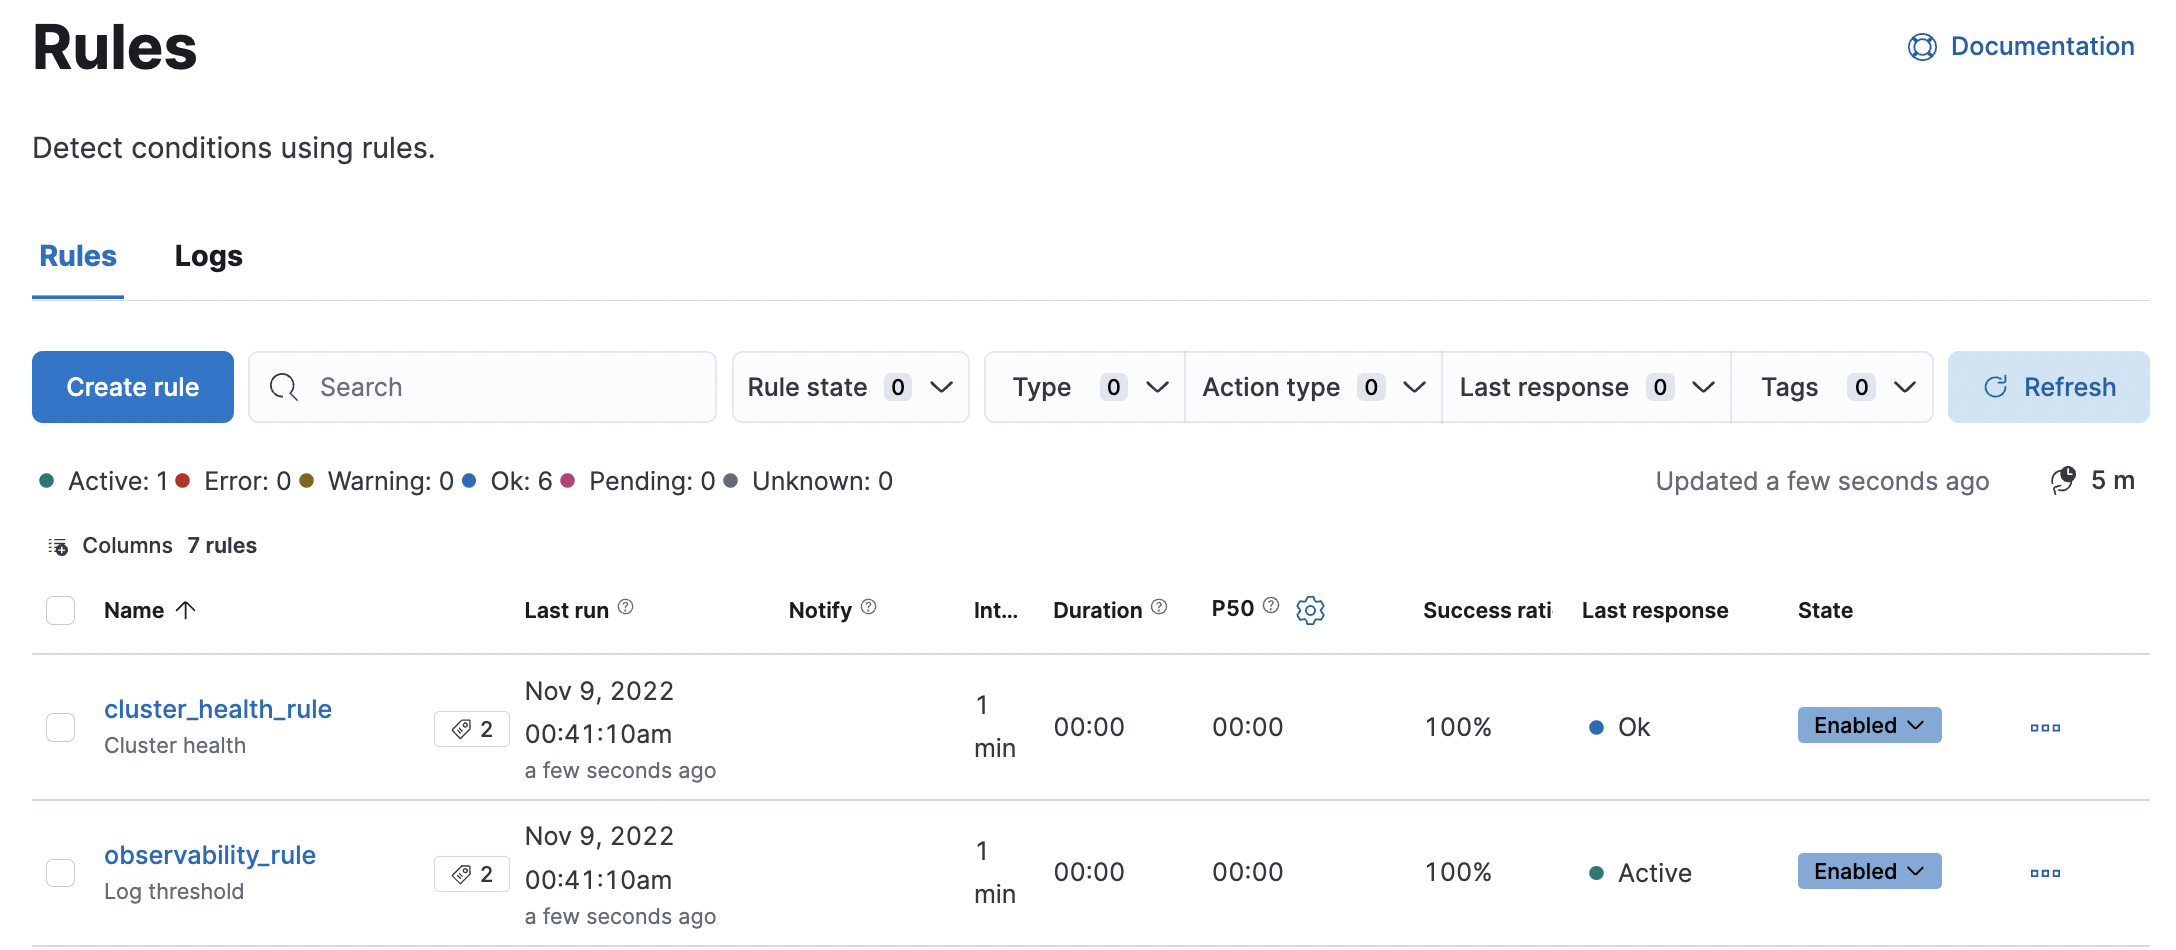 Rules
Documentation
Detect conditions using rules.
Rules Logs
Create rule Search Rule state 0 Type 0 Action type 0 Last response 0 Tags 0 Refresh
Active: 1 Error: 0 Warning: 0 Ok: 6 Pending: 0 Unknown: 0 Updated a few seconds ago 5 m
Columns 7 rules
Name Last run Notify Int... Duration P50 Success rati Last response State
cluster_health_rule
Cluster health
2
Nov 9, 2022
00:41:10am
a few seconds ago
1
min
00:00 00:00 100% Ok Enabled
observability_rule
Log threshold
2
Nov 9, 2022
00:41:10am
a few seconds ago
1
min
00:00 00:00 100% Active Enabled